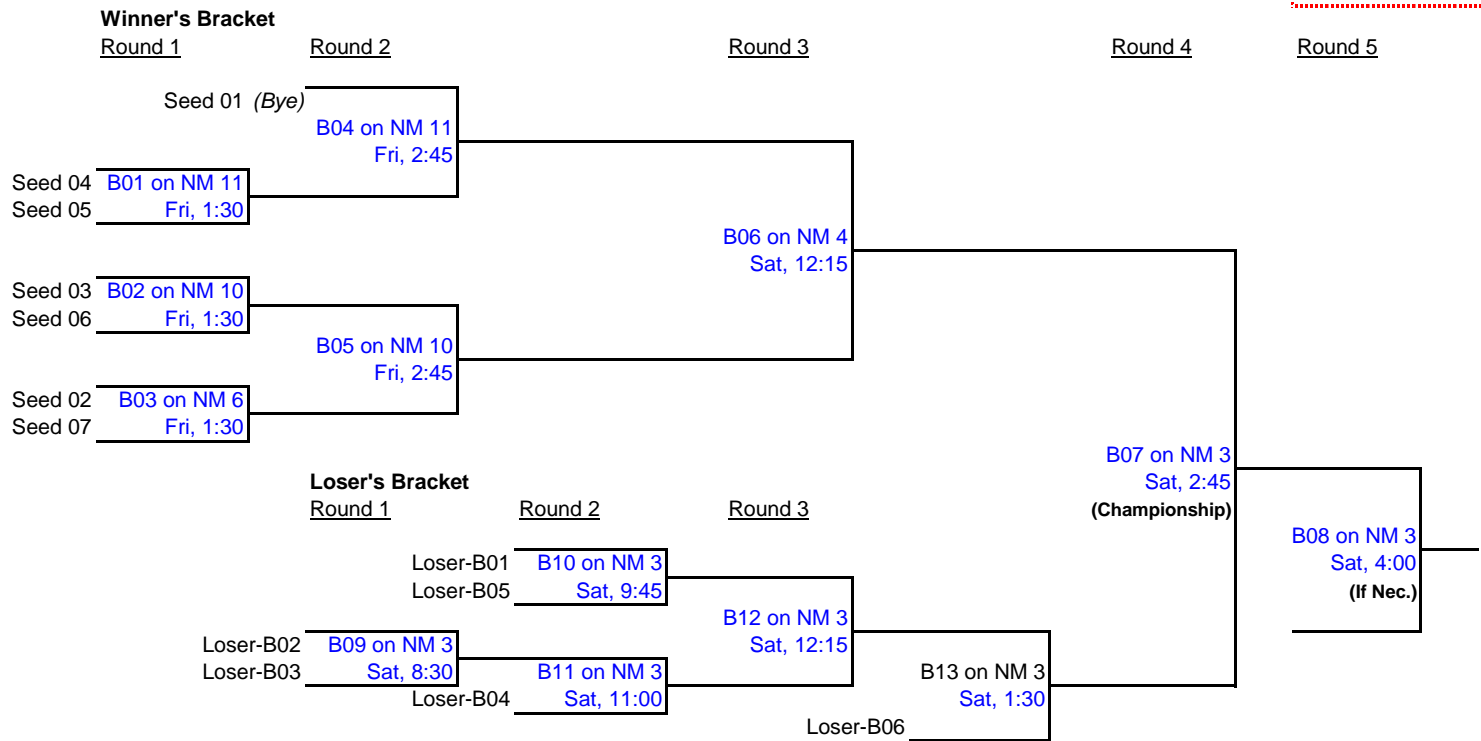 Winner's Bracket
Round 1 Round 2 Round 3 Round 4 Round 5
Seed 01 (Bye)
B04 on NM 11
Fri, 2:45
Seed 04 B01 on NM 11
Seed 05 Fri, 1:30
B06 on NM 4
Sat, 12:15
Seed 03 B02 on NM 10
Seed 06 Fri, 1:30
B05 on NM 10
Fri, 2:45
Seed 02 B03 on NM 6
Seed 07 Fri, 1:30
B07 on NM 3
Sat, 2:45
(Championship)
Loser's Bracket
Round 1 Round 2 Round 3
B08 on NM 3
Sat, 4:00
(If Nec.)
Loser-B01 B10 on NM 3
Loser-B05 Sat, 9:45
B12 on NM 3
Sat, 12:15
Loser-B02 B09 on NM 3
Loser-B03 Sat, 8:30
B11 on NM 3
Loser-B04 Sat, 11:00
B13 on NM 3
Sat, 1:30
Loser-B06